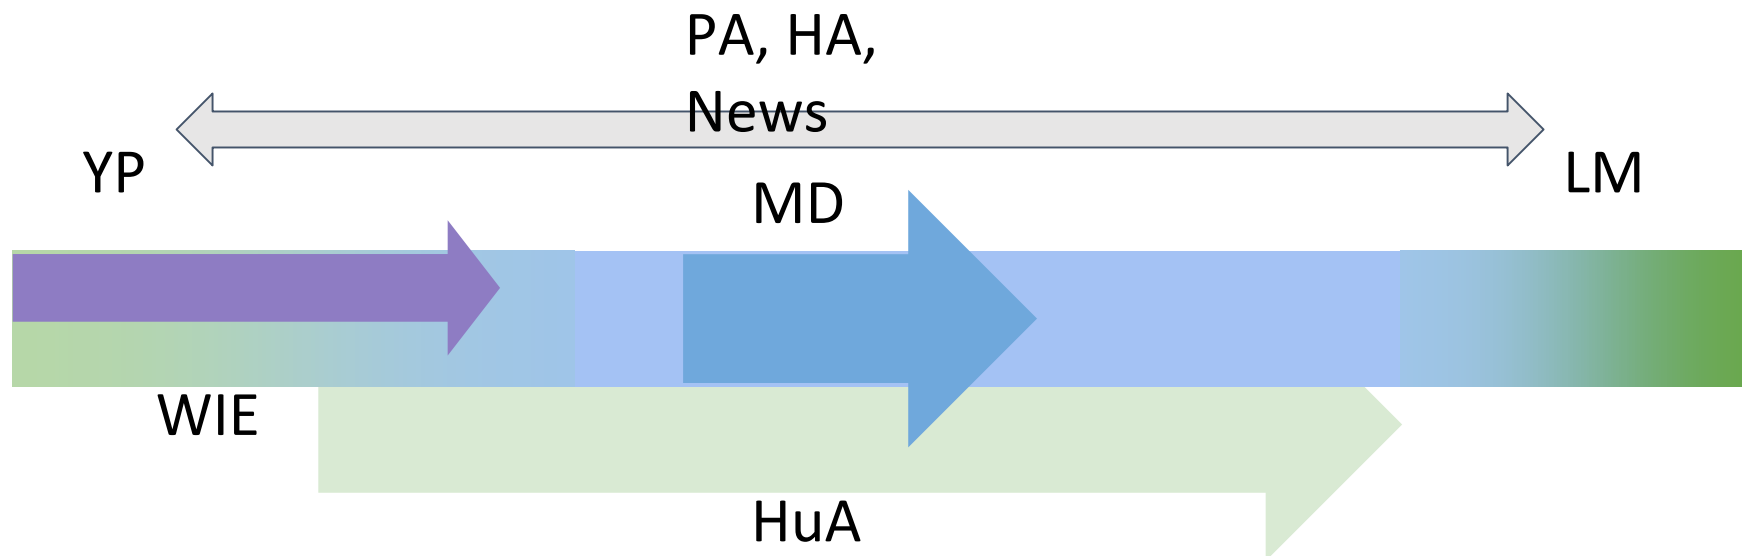 PA, HA,
News
YP
LM
MD
WIE
HuA